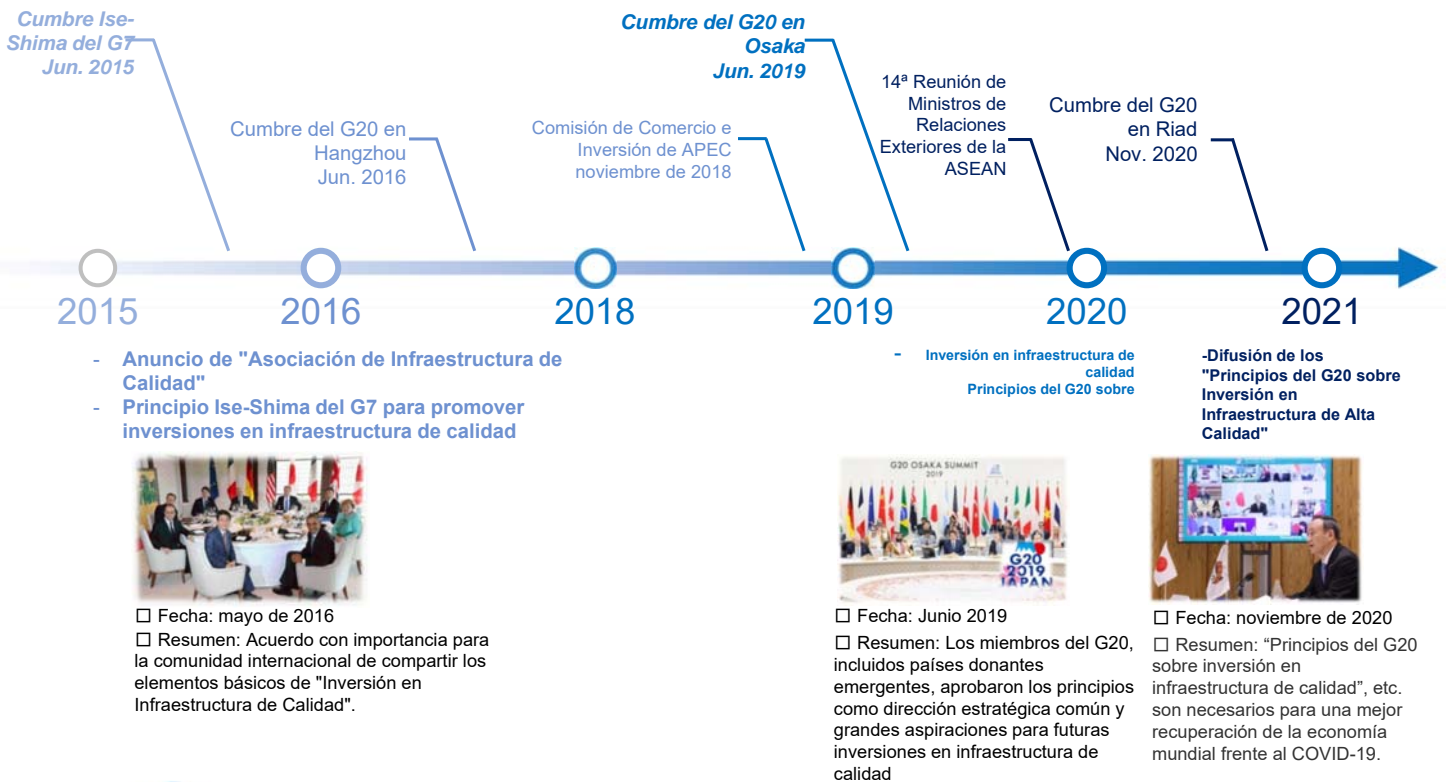 Cumbre Ise-
Shima del G7
Jun. 2015
Cumbre del G20 en
Hangzhou
Jun. 2016
Comisión de Comercio e
Inversión de APEC
noviembre de 2018
Cumbre del G20 en
Osaka
Jun. 2019
14ª Reunión de
Ministros de
Relaciones
Exteriores de la
ASEAN
Cumbre del G20
en Riad
Nov. 2020
2015
2016
2018
2019
2020
2021
- Anuncio de "Asociación de Infraestructura de
Calidad"
- Principio Ise-Shima del G7 para promover
inversiones en infraestructura de calidad
☐ Fecha: mayo de 2016
☐ Resumen: Acuerdo con importancia para
la comunidad internacional de compartir los
elementos básicos de "Inversión en
Infraestructura de Calidad".
- Inversión en infraestructura de
calidad
Principios del G20 sobre
G20 OSAKA SUMMIT
2019
G20
2019
JAPAN
☐ Fecha: Junio 2019
☐ Resumen: Los miembros del G20,
incluidos países donantes
emergentes, aprobaron los principios
como dirección estratégica común y
grandes aspiraciones para futuras
inversiones en infraestructura de
calidad
-Difusión de los
"Principios del G20 sobre
Inversión en
Infraestructura de Alta
Calidad"
☐ Fecha: noviembre de 2020
☐ Resumen: “Principios del G20
sobre inversión en
infraestructura de calidad”, etc.
son necesarios para una mejor
recuperación de la economía
mundial frente al COVID-19.